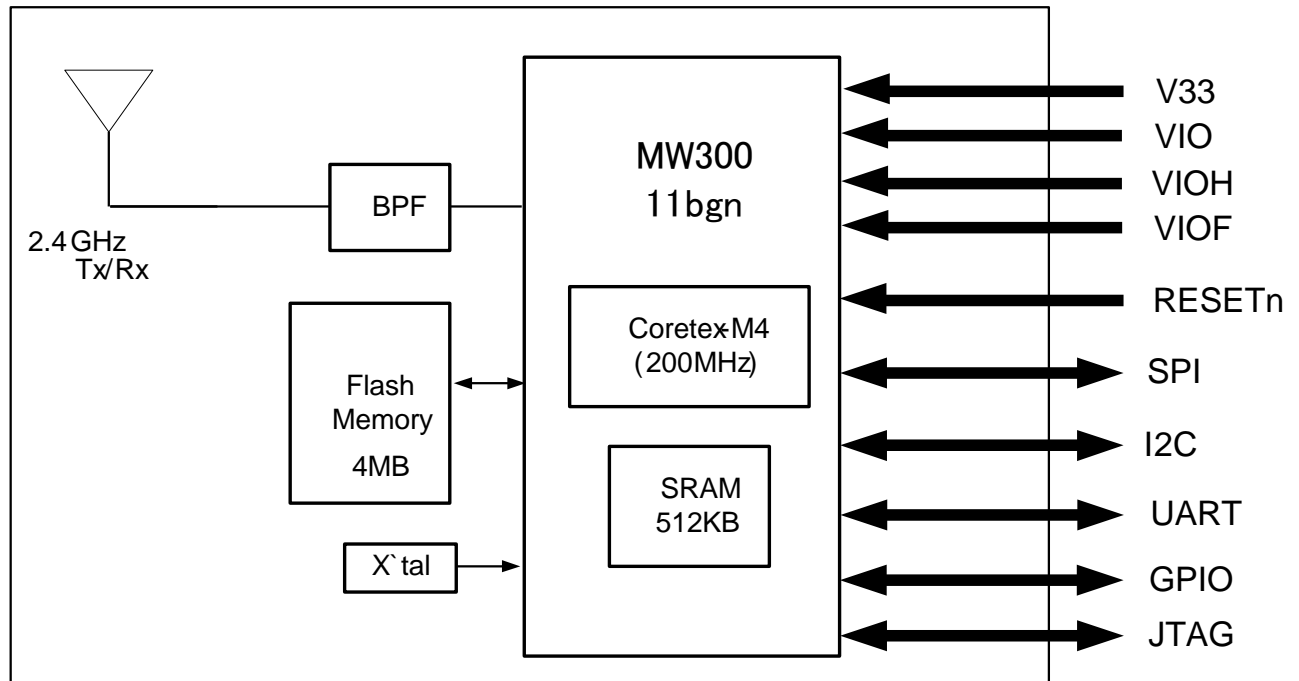 MW300
11bgn
BPF
2.4GHz
Tx/Rx
Coretex-M4
(200MHz)
Flash
Memory
4MB
SRAM
512KB
X`tal
V33
VIO
VIOH
VIOF
RESETn
SPI
I2C
UART
GPIO
JTAG